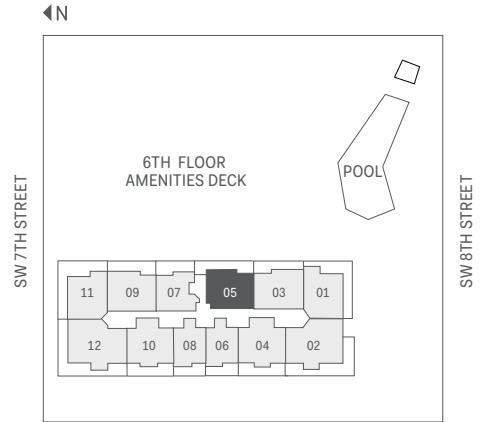 N
6TH FLOOR
AMENITIES DECK
POOL
SW 7TH STREET
SW 8TH STREET
11 09 07 05 03 01
12 10 08 06 04 02